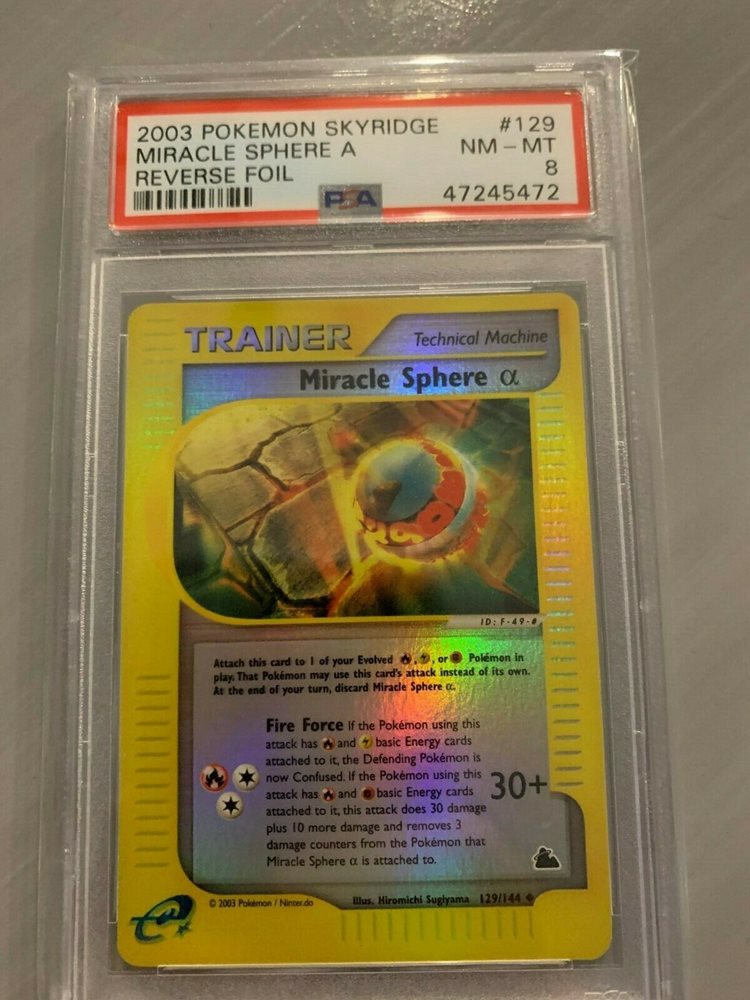 2003 POKEMON SKYRIDGE #129
MIRACLE SPHERE A NM-MT
REVERSE FOIL 8
PSA 47245472
TRAINER Technical Machine
Miracle Sphere α
ID: F-49-#
Attach this card to 1 of your Evolved , , or Pokémon in
play. That Pokémon may use this card's attack instead of its own.
At the end of your turn, discard Miracle Sphere α.
Fire Force If the Pokémon using this
attack has and basic Energy cards
attached to it, the Defending Pokémon is
now Confused. If the Pokémon using this
attack has and basic Energy cards
attached to it, this attack does 30 damage
plus 10 more damage and removes 3
damage counters from the Pokémon that
Miracle Sphere α is attached to.
30+
e
© 2003 Pokémon / Nintendo Illus. Hiromichi Sugiyama 129/144